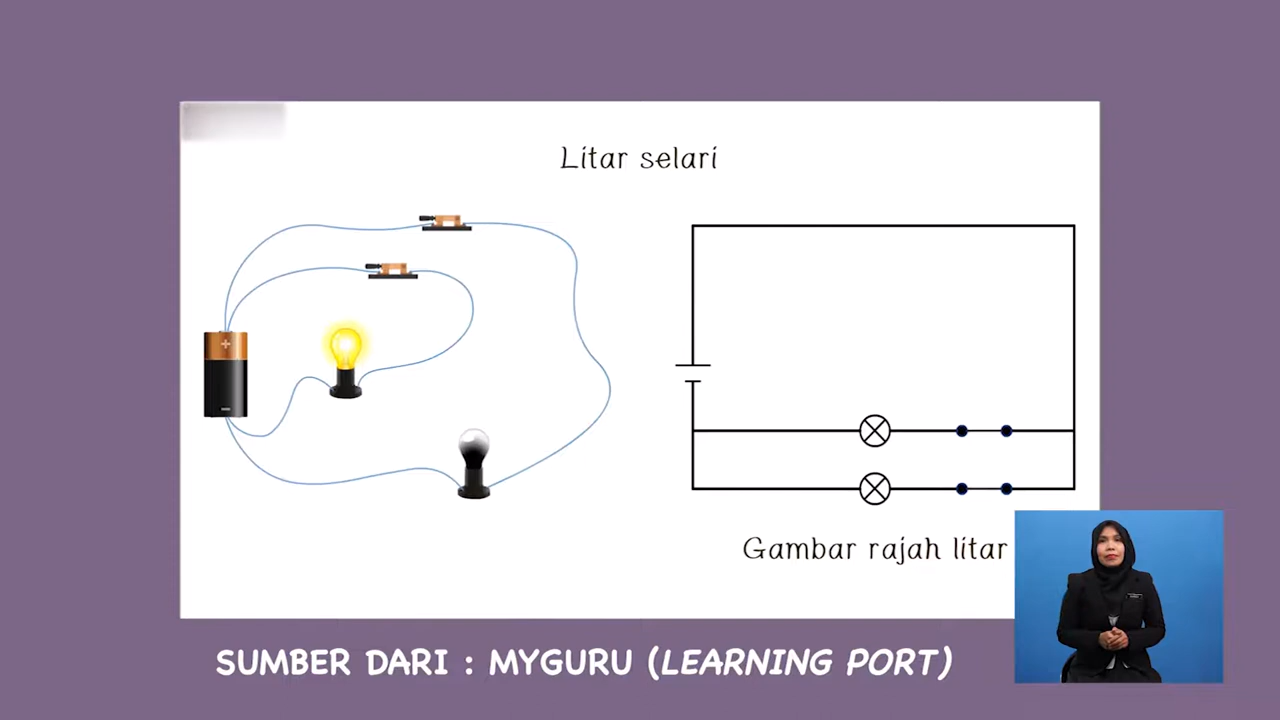 Litar selari
+
Gambar rajah litar
SUMBER DARI : MYGURU (LEARNING PORT)